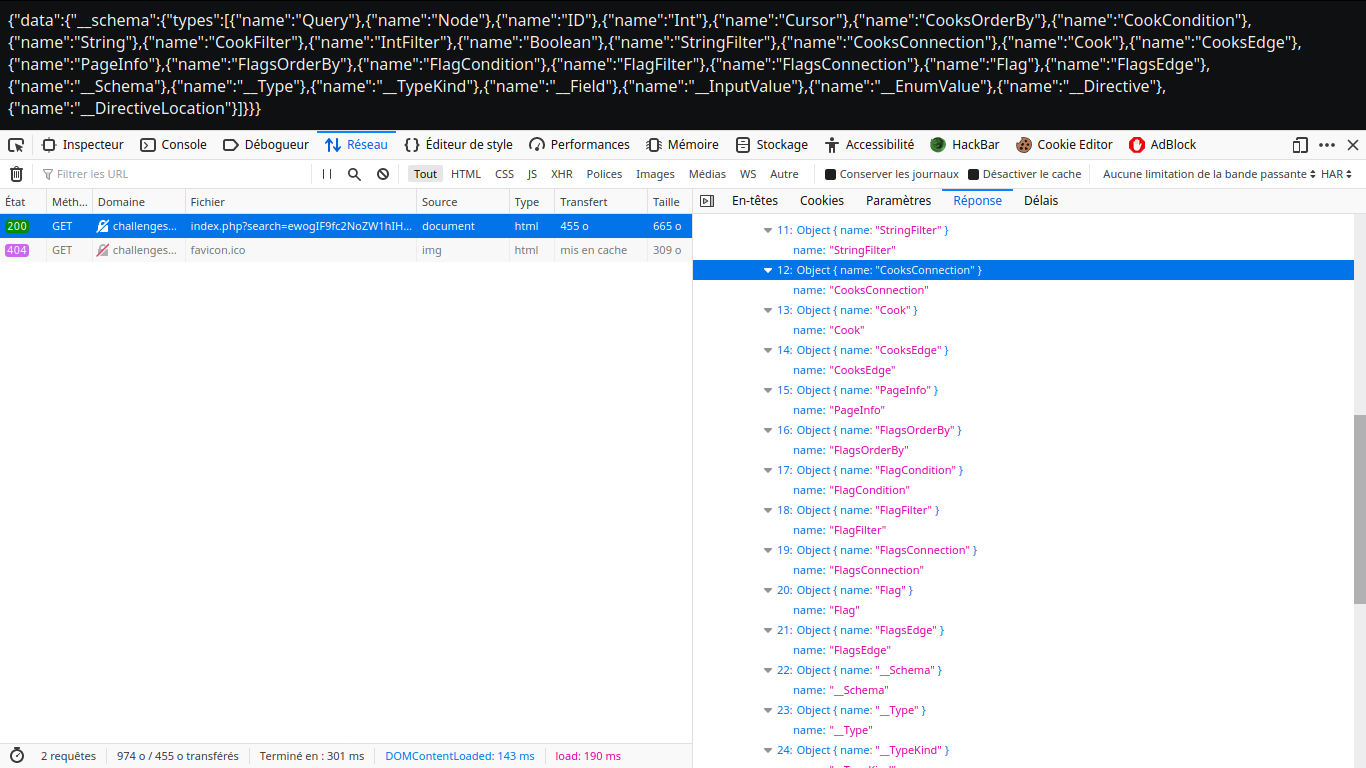 {"data":{"__schema":{"types":[{"name":"Query"},{"name":"Node"},{"name":"ID"},{"name":"Int"},{"name":"Cursor"},{"name":"CooksOrderBy"},{"name":"CookCondition"},
{"name":"String"},{"name":"CookFilter"},{"name":"IntFilter"},{"name":"Boolean"},{"name":"StringFilter"},{"name":"CooksConnection"},{"name":"Cook"},{"name":"CooksEdge"},
{"name":"PageInfo"},{"name":"FlagsOrderBy"},{"name":"FlagCondition"},{"name":"FlagFilter"},{"name":"FlagsConnection"},{"name":"Flag"},{"name":"FlagsEdge"},
{"name":"__Schema"},{"name":"__Type"},{"name":"__TypeKind"},{"name":"__Field"},{"name":"__InputValue"},{"name":"__EnumValue"},{"name":"__Directive"},
{"name":"__DirectiveLocation"}]}}}
Inspecteur Console Débogueur Réseau Éditeur de style Performances Mémoire Stockage Accessibilité HackBar Cookie Editor AdBlock
Filtrer les URL Tout HTML CSS JS XHR Polices Images Médias WS Autre Conserver les journaux Désactiver le cache Aucune limitation de la bande passante HAR
État Méth... Domaine Fichier Source Type Transfert Taille
200 GET challenges... index.php?search=ewogIF9fc2NoZW1hIH... document html 455 o 665 o
404 GET challenges... favicon.ico img html mis en cache 309 o
2 requêtes 974 o / 455 o transférés Terminé en : 301 ms DOMContentLoaded: 143 ms load: 190 ms
En-têtes Cookies Paramètres Réponse Délais
11: Object { name: "StringFilter" }
name: "StringFilter"
12: Object { name: "CooksConnection" }
name: "CooksConnection"
13: Object { name: "Cook" }
name: "Cook"
14: Object { name: "CooksEdge" }
name: "CooksEdge"
15: Object { name: "PageInfo" }
name: "PageInfo"
16: Object { name: "FlagsOrderBy" }
name: "FlagsOrderBy"
17: Object { name: "FlagCondition" }
name: "FlagCondition"
18: Object { name: "FlagFilter" }
name: "FlagFilter"
19: Object { name: "FlagsConnection" }
name: "FlagsConnection"
20: Object { name: "Flag" }
name: "Flag"
21: Object { name: "FlagsEdge" }
name: "FlagsEdge"
22: Object { name: "__Schema" }
name: "__Schema"
23: Object { name: "__Type" }
name: "__Type"
24: Object { name: "__TypeKind" }